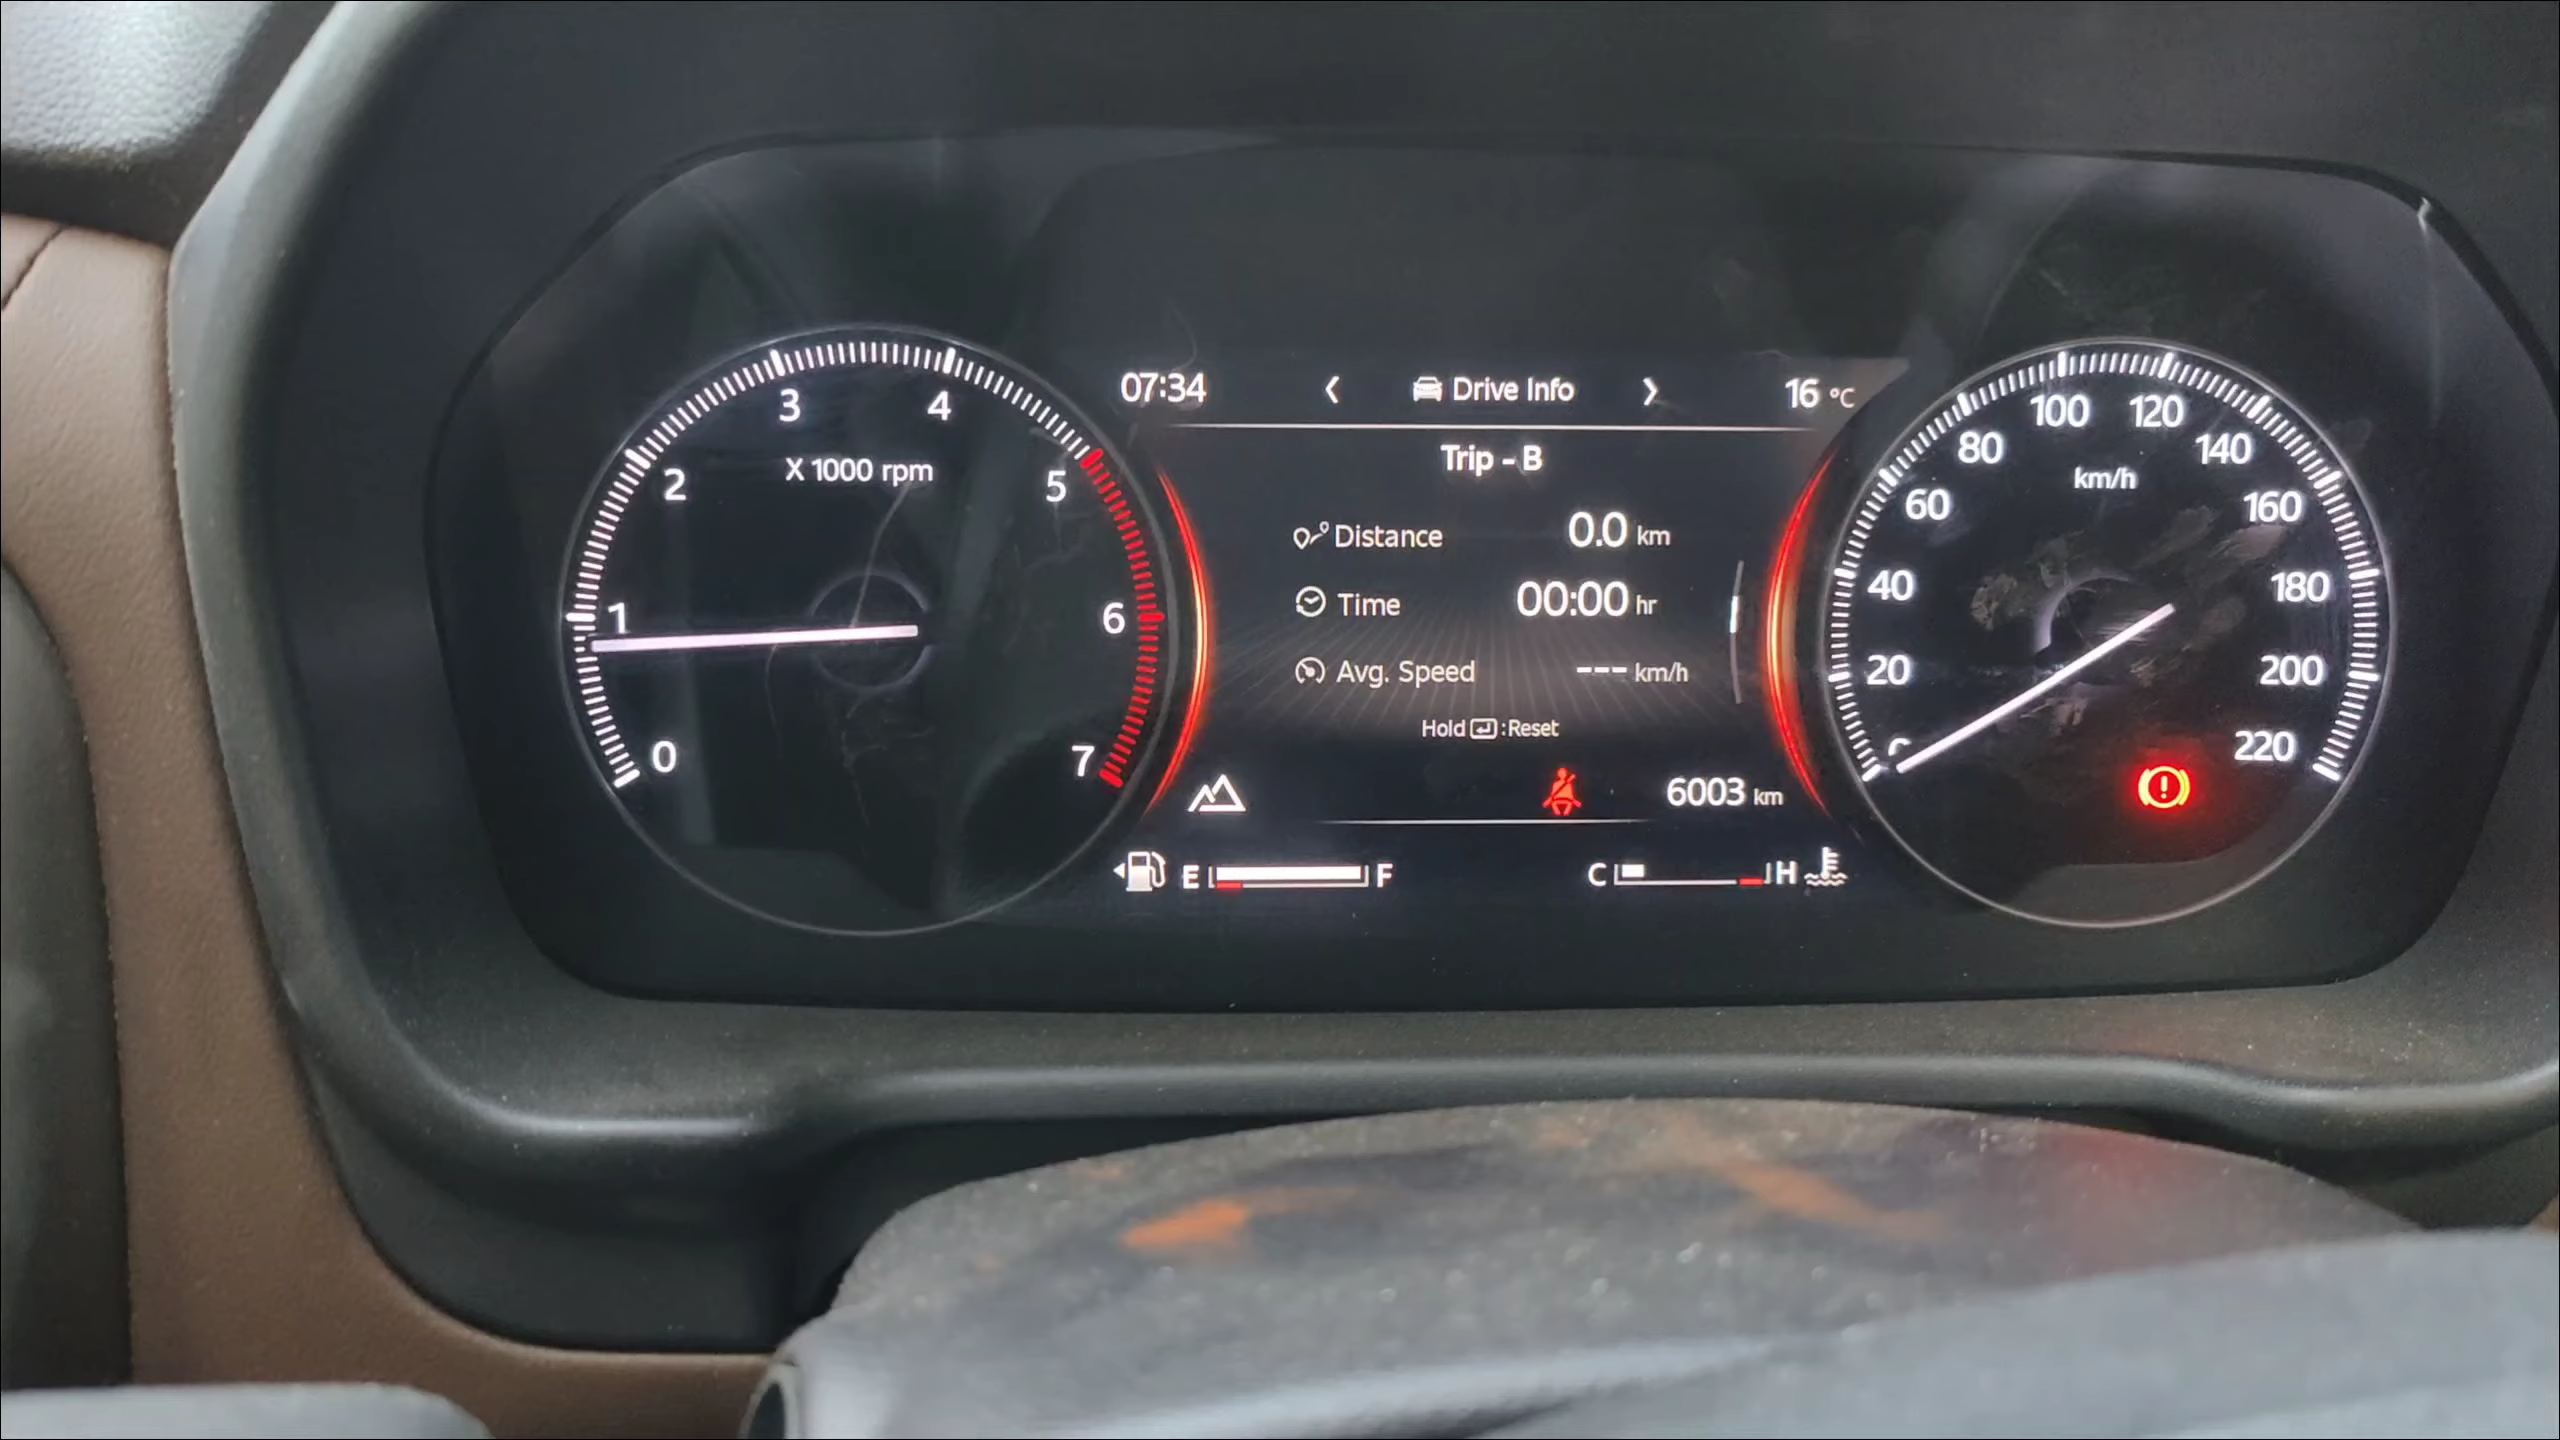 07:34 Drive Info 16 °C
Trip - B
Distance 0.0 km
Time 00:00 hr
Avg. Speed --- km/h
Hold :Reset
6003 km
E F C H
0 1 2 3 4 5 6 7
X 1000 rpm
20 40 60 80 100 120 140 160 180 200 220
km/h
!